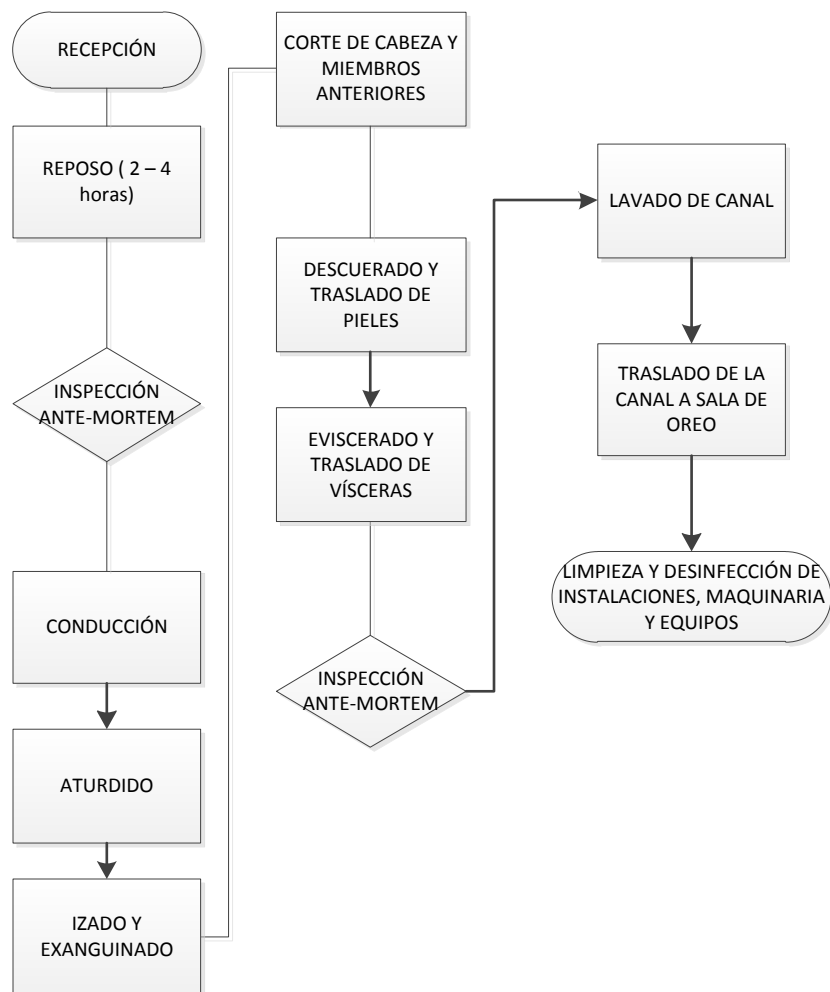 RECEPCIÓN
REPOSO ( 2 – 4
horas)
INSPECCIÓN
ANTE-MORTEM
CONDUCCIÓN
ATURDIDO
IZADO Y
EXANGUINADO
CORTE DE CABEZA Y
MIEMBROS
ANTERIORES
DESCUERADO Y
TRASLADO DE
PIELES
EVISCERADO Y
TRASLADO DE
VÍSCERAS
INSPECCIÓN
ANTE-MORTEM
LAVADO DE CANAL
TRASLADO DE LA
CANAL A SALA DE
OREO
LIMPIEZA Y DESINFECCIÓN DE
INSTALACIONES, MAQUINARIA
Y EQUIPOS